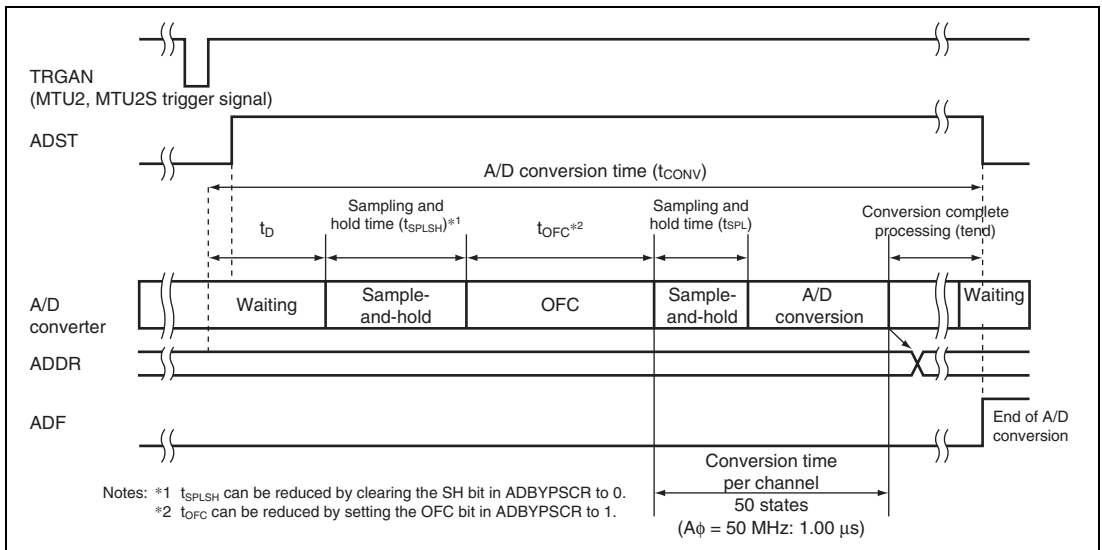 TRGAN
(MTU2, MTU2S trigger signal)
ADST
A/D conversion time (tCONV)
Sampling and
hold time (tSPLSH)*1
tD
tOFC*2
Sampling and
hold time (tSPL)
Conversion complete
processing (tend)
A/D
converter
Waiting
Sample-
and-hold
OFC
Sample-
and-hold
A/D
conversion
Waiting
ADDR
ADF
End of A/D
conversion
Conversion time
per channel
50 states
(Aϕ = 50 MHz: 1.00 μs)
Notes: *1 tSPLSH can be reduced by clearing the SH bit in ADBYPSCR to 0.
*2 tOFC can be reduced by setting the OFC bit in ADBYPSCR to 1.